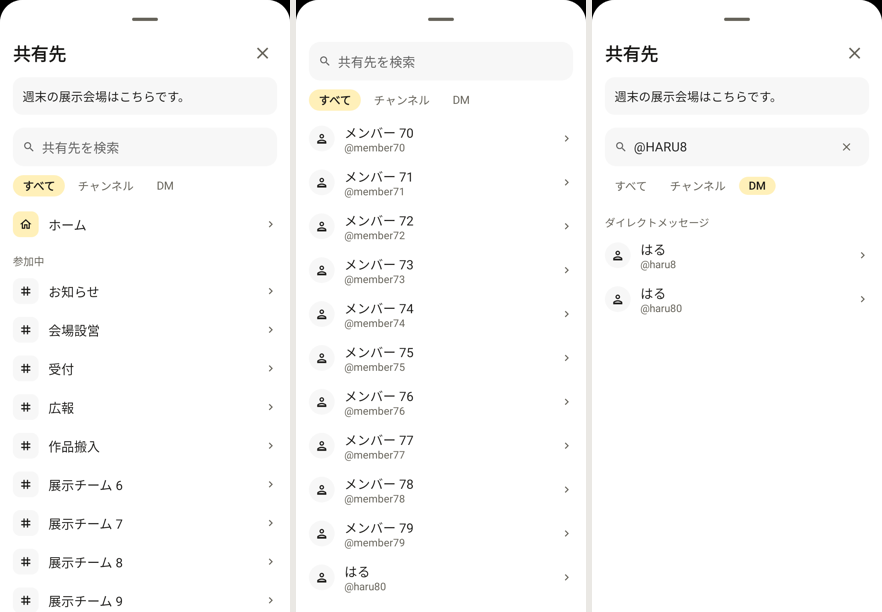 共有先
週末の展示会場はこちらです。
共有先を検索
すべて チャンネル DM
ホーム
参加中
お知らせ
会場設営
受付
広報
作品搬入
展示チーム 6
展示チーム 7
展示チーム 8
展示チーム 9
共有先を検索
すべて チャンネル DM
メンバー 70
@member70
メンバー 71
@member71
メンバー 72
@member72
メンバー 73
@member73
メンバー 74
@member74
メンバー 75
@member75
メンバー 76
@member76
メンバー 77
@member77
メンバー 78
@member78
メンバー 79
@member79
はる
@haru80
共有先
週末の展示会場はこちらです。
@HARU8
すべて チャンネル DM
ダイレクトメッセージ
はる
@haru8
はる
@haru80